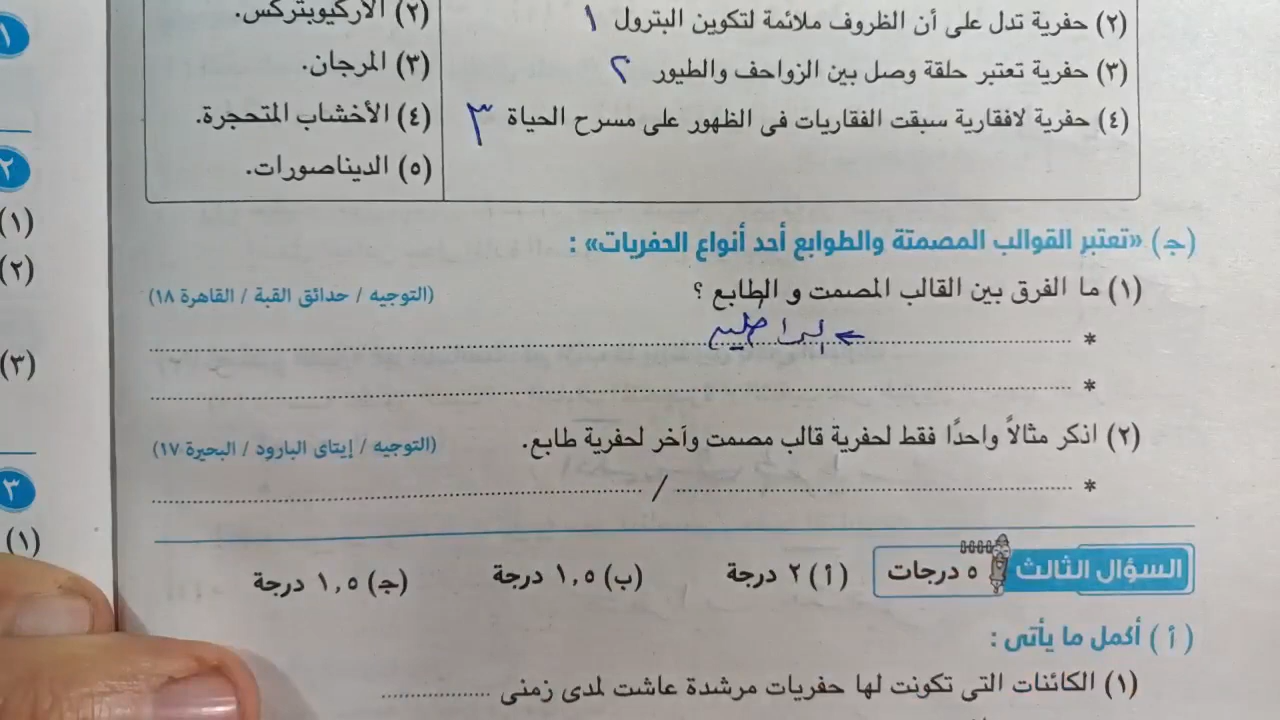 (٢) حفرية تدل على أن الظروف ملائمة لتكوين البترول ١
(٢) الأركيوبتركس.
(٣) حفرية تعتبر حلقة وصل بين الزواحف والطيور ٢
(٣) المرجان.
(٤) حفرية لافقارية سبقت الفقاريات فى الظهور على مسرح الحياة ٣
(٤) الأخشاب المتحجرة.
(٥) الديناصورات.
(جـ) «تعتبر القوالب المصمتة والطوابع أحد أنواع الحفريات» :
(١) ما الفرق بين القالب المصمت و الطابع ؟ (التوجيه / حدائق القبة / القاهرة ١٨)
* ........
* ........
(٢) اذكر مثالاً واحدًا فقط لحفرية قالب مصمت وآخر لحفرية طابع. (التوجيه / إيتاى البارود / البحيرة ١٧)
* ........ / ........
السؤال الثالث ٥ درجات (أ) ٢ درجة (ب) ١,٥ درجة (جـ) ١,٥ درجة
(أ) أكمل ما يأتى :
(١) الكائنات التى تكونت لها حفريات مرشدة عاشت لمدى زمنى ........
١
٢
(١)
(٢)
(٣)
٣
(١)